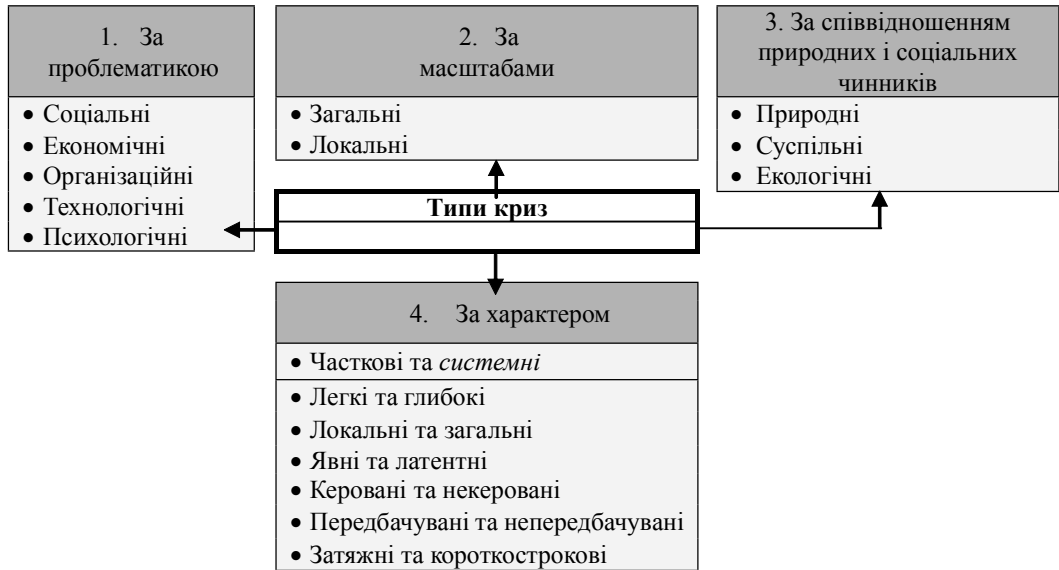 1. За
проблематикою
• Соціальні
• Економічні
• Організаційні
• Технологічні
• Психологічні
2. За
масштабами
• Загальні
• Локальні
3. За співвідношенням
природних і соціальних
чинників
• Природні
• Суспільні
• Екологічні
Типи криз
4. За характером
• Часткові та системні
• Легкі та глибокі
• Локальні та загальні
• Явні та латентні
• Керовані та некеровані
• Передбачувані та непередбачувані
• Затяжні та короткострокові